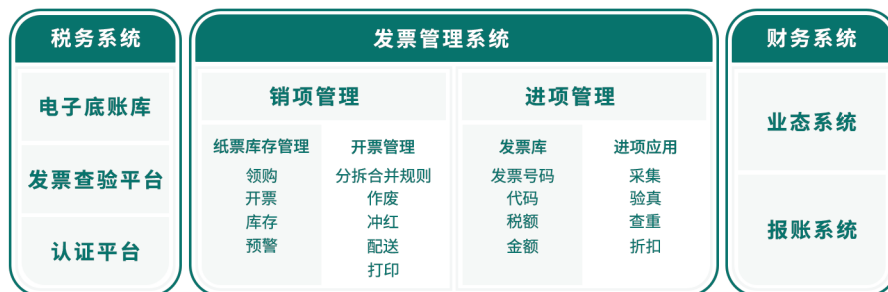 税务系统
电子底账库
发票查验平台
认证平台
发票管理系统
销项管理
纸票库存管理
领购
开票
库存
预警
开票管理
分拆合并规则
作废
冲红
配送
打印
进项管理
发票库
发票号码
代码
税额
金额
进项应用
采集
验真
查重
折扣
财务系统
业态系统
报账系统